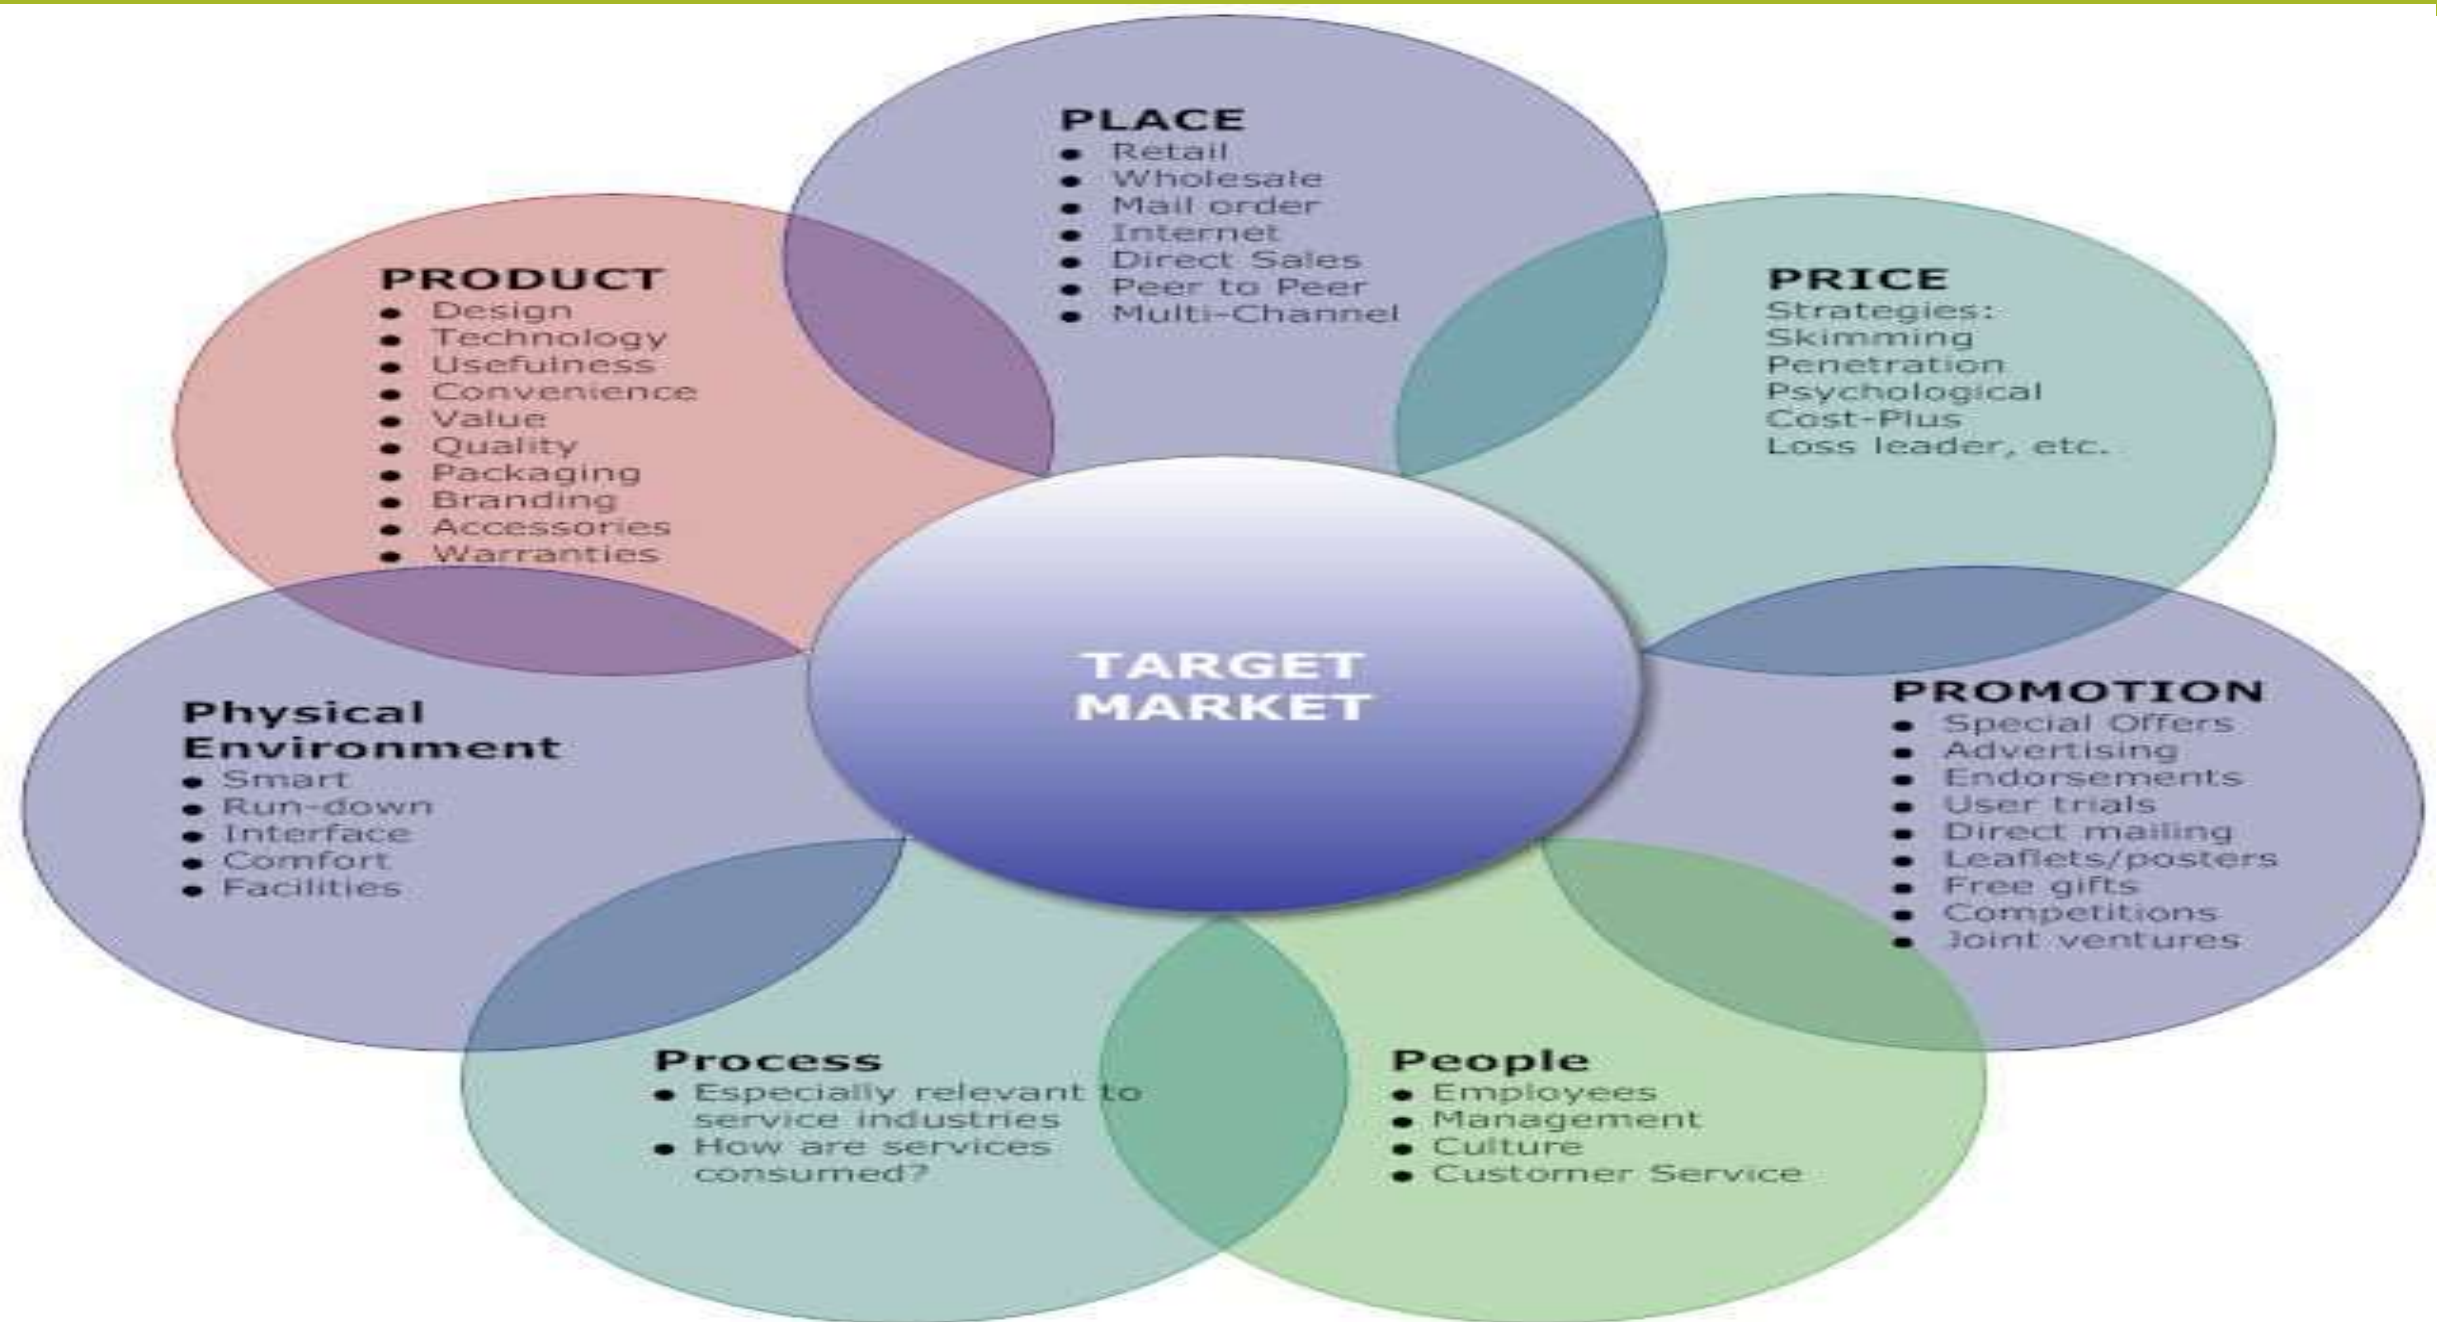 PLACE
● Retail
● Wholesale
● Mail order
● Internet
● Direct Sales
● Peer to Peer
● Multi-Channel
PRODUCT
● Design
● Technology
● Usefulness
● Convenience
● Value
● Quality
● Packaging
● Branding
● Accessories
● Warranties
PRICE
Strategies:
Skimming
Penetration
Psychological
Cost-Plus
Loss leader, etc.
TARGET
MARKET
Physical
Environment
● Smart
● Run-down
● Interface
● Comfort
● Facilities
PROMOTION
● Special Offers
● Advertising
● Endorsements
● User trials
● Direct mailing
● Leaflets/posters
● Free gifts
● Competitions
● Joint ventures
Process
● Especially relevant to
service industries
● How are services
consumed?
People
● Employees
● Management
● Culture
● Customer Service